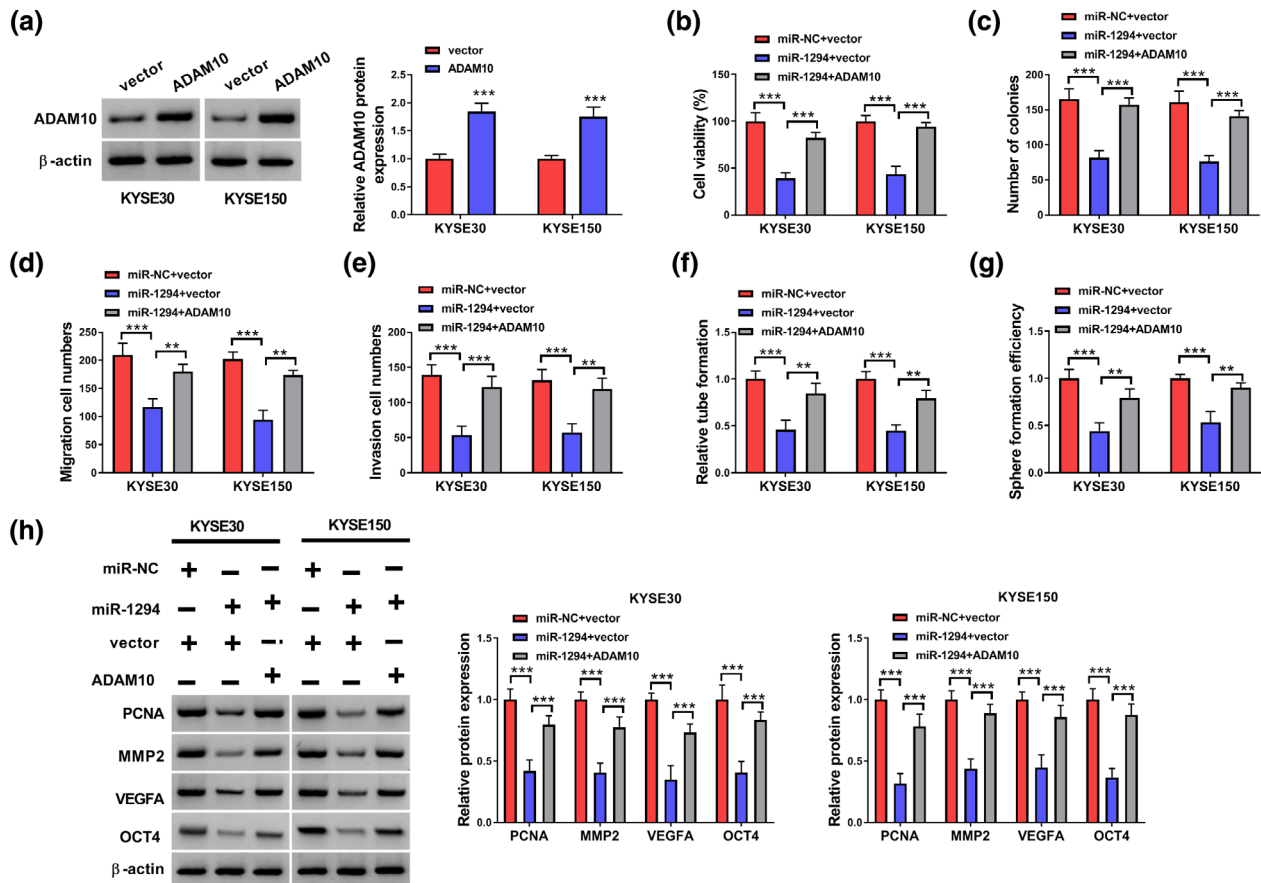 (a)
vector
ADAM10
vector
ADAM10
ADAM10
β-actin
KYSE30
KYSE150
vector
ADAM10
Relative ADAM10 protein
expression
2.5
2.0
1.5
1.0
0.5
0.0
***
***
KYSE30
KYSE150
(b)
miR-NC+vector
miR-1294+vector
miR-1294+ADAM10
Cell viability (%)
150
100
50
0
***
***
***
***
KYSE30
KYSE150
(c)
miR-NC+vector
miR-1294+vector
miR-1294+ADAM10
Number of colonies
200
150
100
50
0
***
***
***
***
KYSE30
KYSE150
(d)
miR-NC+vector
miR-1294+vector
miR-1294+ADAM10
Migration cell numbers
250
200
150
100
50
0
***
**
***
**
KYSE30
KYSE150
(e)
miR-NC+vector
miR-1294+vector
miR-1294+ADAM10
Invasion cell numbers
200
150
100
50
0
***
***
***
**
KYSE30
KYSE150
(f)
miR-NC+vector
miR-1294+vector
miR-1294+ADAM10
Relative tube formation
1.5
1.0
0.5
0.0
***
**
***
**
KYSE30
KYSE150
(g)
miR-NC+vector
miR-1294+vector
miR-1294+ADAM10
Sphere formation efficiency
1.5
1.0
0.5
0.0
***
**
***
**
KYSE30
KYSE150
(h)
KYSE30
KYSE150
miR-NC + − − + − −
miR-1294 − + + − + +
vector + + − + + −
ADAM10 − − + − − +
PCNA
MMP2
VEGFA
OCT4
β-actin
KYSE30
miR-NC+vector
miR-1294+vector
miR-1294+ADAM10
Relative protein expression
1.5
1.0
0.5
0.0
***
***
***
***
***
***
***
***
PCNA
MMP2
VEGFA
OCT4
KYSE150
miR-NC+vector
miR-1294+vector
miR-1294+ADAM10
Relative protein expression
1.5
1.0
0.5
0.0
***
***
***
***
***
***
***
***
PCNA
MMP2
VEGFA
OCT4